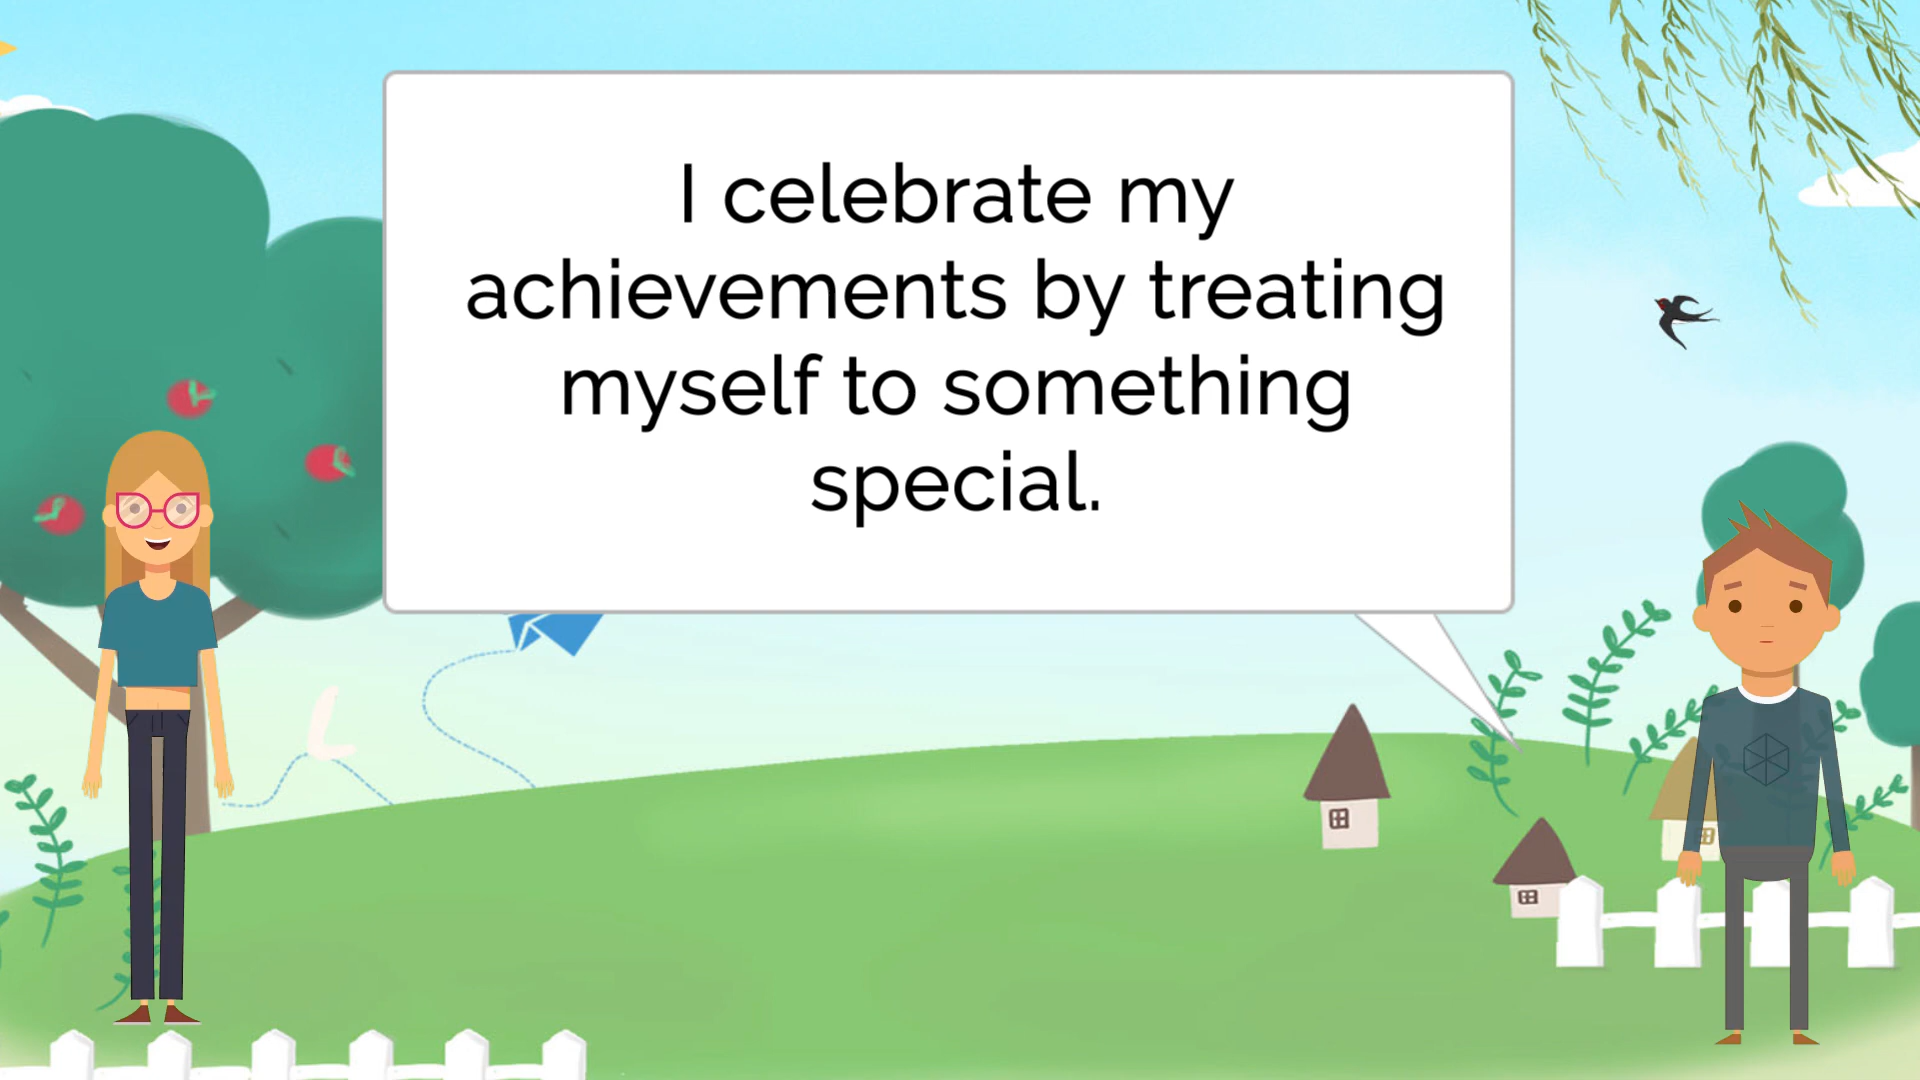 I celebrate my
achievements by treating
myself to something
special.